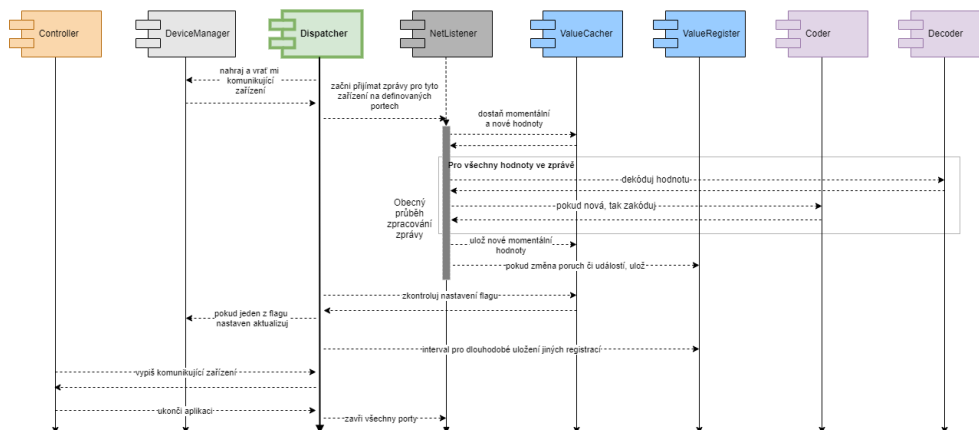 Controller
DeviceManager
Dispatcher
NetListener
ValueCacher
ValueRegister
Coder
Decoder
nahraj a vrať mi
komunikující
zařízení
začni přijímat zprávy pro tyto
zařízení na definovaných
portech
dostaň momentální
a nové hodnoty
Pro všechny hodnoty ve zprávě
dekóduj hodnotu
Obecný
průběh
zpracování
zprávy
pokud nová, tak zakóduj
ulož nové momentální
hodnoty
pokud změna poruch či událostí, ulož
zkontroluj nastavení flagu
pokud jeden z flagu
nastaven aktualizuj
interval pro dlouhodobé uložení jiných registrací
vypiš komunikující zařízení
ukonči aplikaci
zavři všechny porty